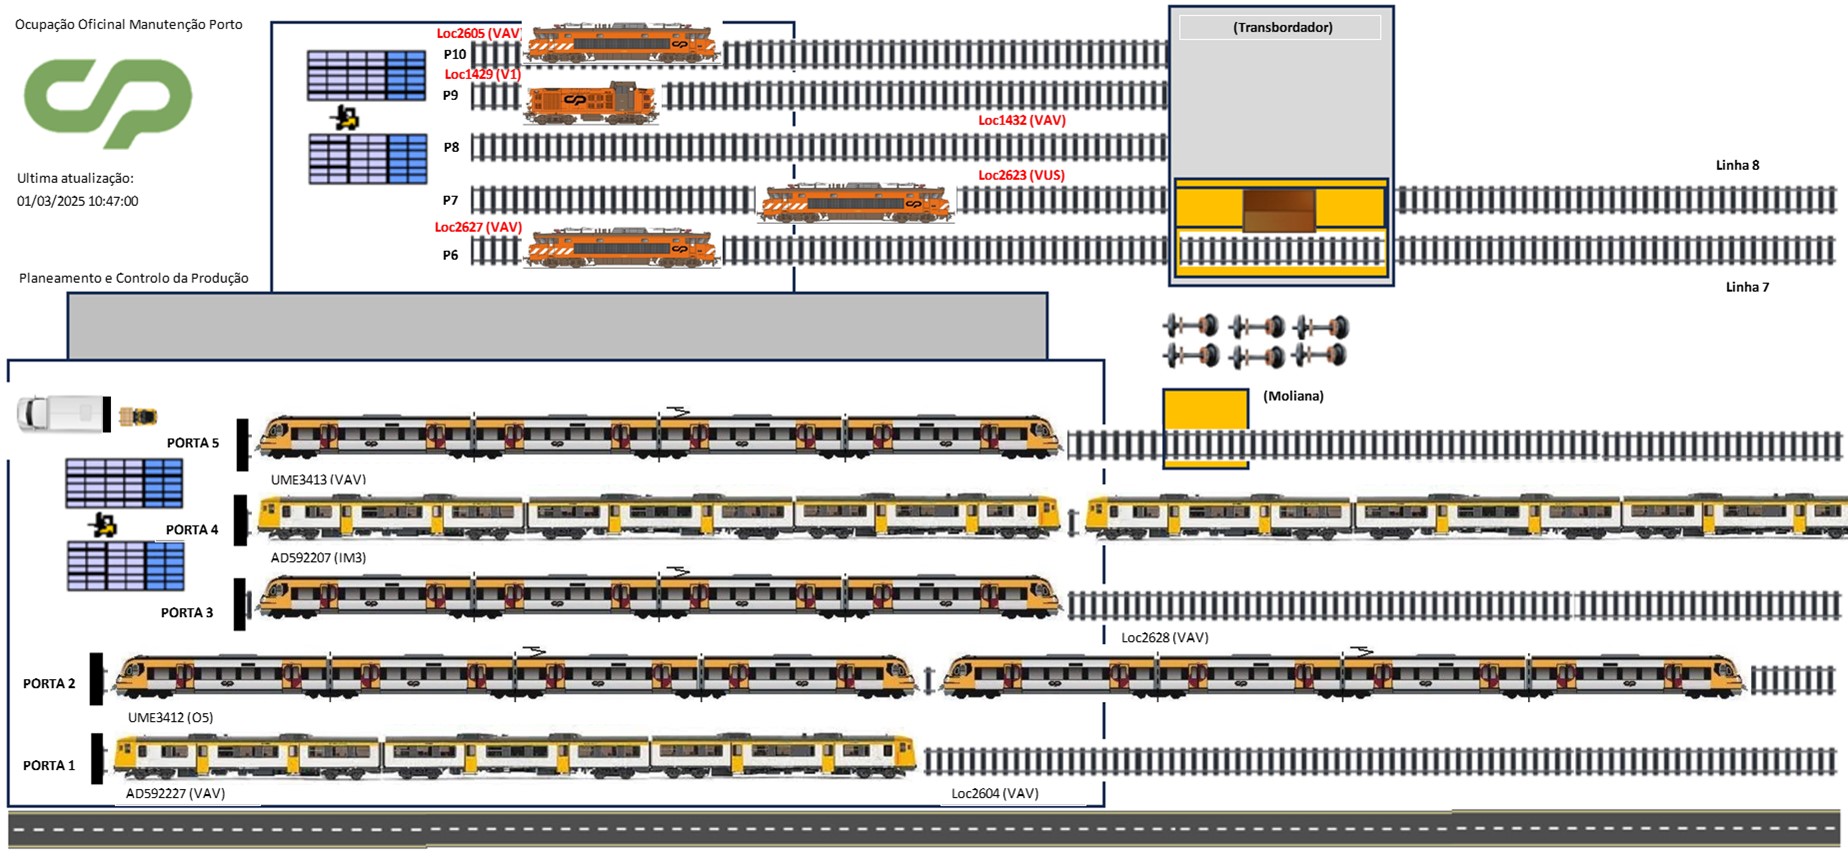 Ocupação Oficinal Manutenção Porto
CP
Ultima atualização:
01/03/2025 10:47:00
Planeamento e Controlo da Produção
Loc2605 (VAV)
P10
Loc1429 (V1)
P9
Loc1432 (VAV)
P8
Loc2623 (VUS)
P7
Loc2627 (VAV)
P6
(Transbordador)
Linha 8
Linha 7
(Moliana)
PORTA 5
UME3413 (VAV)
PORTA 4
AD592207 (IM3)
PORTA 3
Loc2628 (VAV)
PORTA 2
UME3412 (O5)
PORTA 1
AD592227 (VAV)
Loc2604 (VAV)